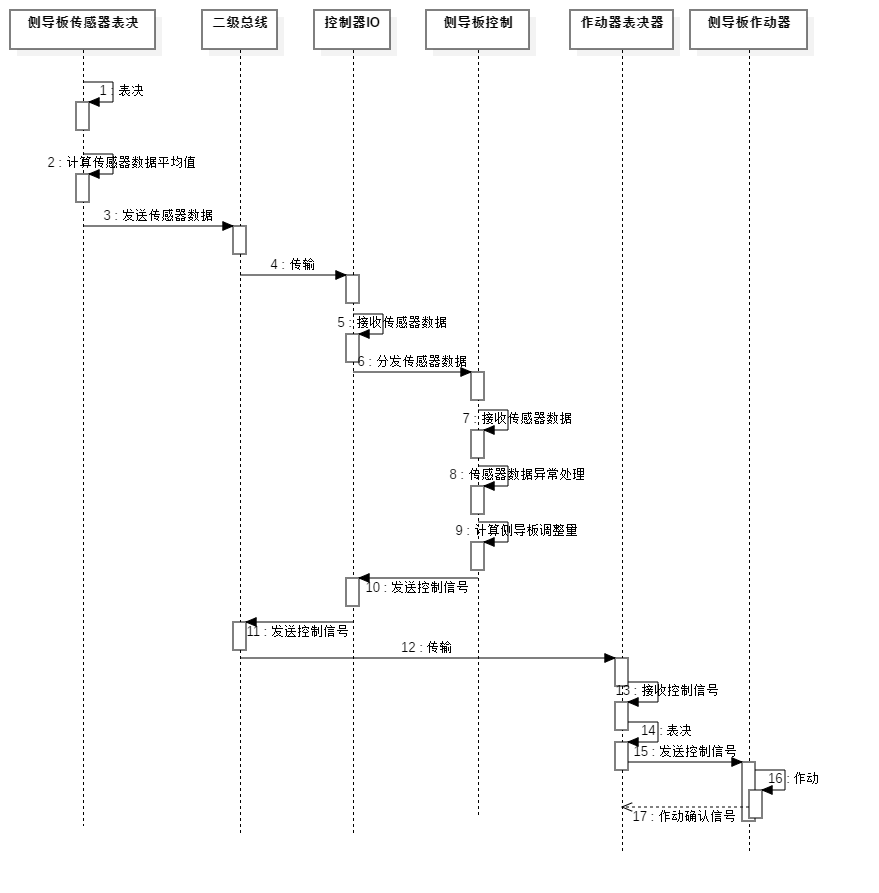 侧导板传感器表决
二级总线
控制器IO
侧导板控制
作动器表决器
侧导板作动器
1 : 表决
2 : 计算传感器数据平均值
3 : 发送传感器数据
4 : 传输
5 : 接收传感器数据
6 : 分发传感器数据
7 : 接收传感器数据
8 : 传感器数据异常处理
9 : 计算侧导板调整量
10 : 发送控制信号
11 : 发送控制信号
12 : 传输
13 : 接收控制信号
14 : 表决
15 : 发送控制信号
16 : 作动
17 : 作动确认信号